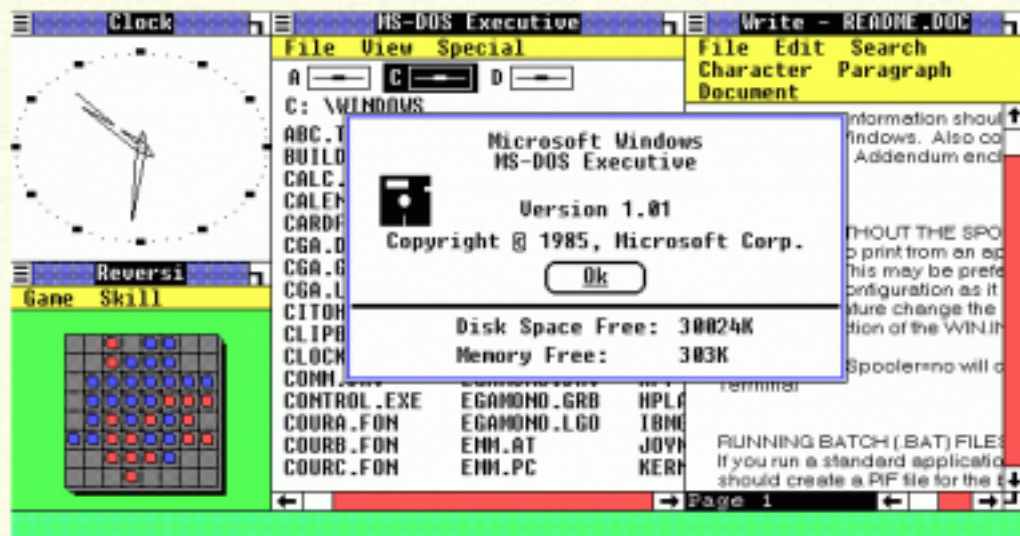 Clock
Reversi
Game Skill
MS-DOS Executive
File View Special
A C D
C: \WINDOWS
ABC.T
BUILD
CALC.
CALEN
CARDF
CGA.D
CGA.G
CGA.L
CITOH
CLIPB
CLOCK
CONTROL.EXE EGAMONO.GRB HPLA
COURA.FON EGAMONO.LGO IBMG
COURB.FON EMM.AT JOYM
COURC.FON EMM.PC KERN
Microsoft Windows
MS-DOS Executive
Version 1.01
Copyright © 1985, Microsoft Corp.
Ok
Disk Space Free: 30024K
Memory Free: 303K
Write - README.DOC
File Edit Search
Character Paragraph
Document
nformation shoul
indows. Also co
Addendum encl
THOUT THE SPO
o print from an ap
This may be prefe
onfiguration as it
ature change the
tion of the WIN.IN
Spooler=no will c
Terminal
RUNNING BATCH (.BAT) FILES
If you run a standard applicatio
should create a PIF file for the b
Page 1